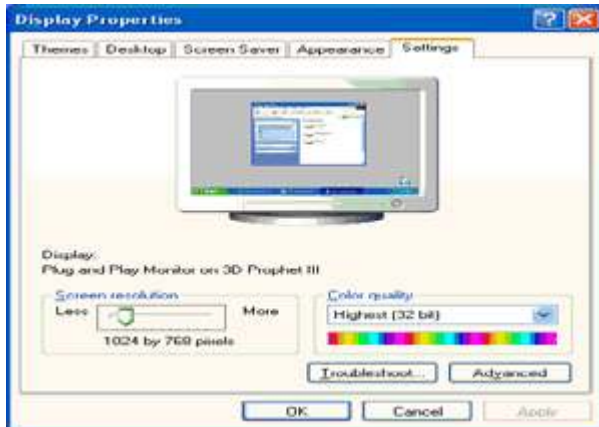 Display Properties
Themes Desktop Screen Saver Appearance Settings
Display:
Plug and Play Monitor on 3D Prophet III
Screen resolution
Less More
1024 by 768 pixels
Color quality
Highest (32 bit)
Troubleshoot... Advanced
OK Cancel Apply